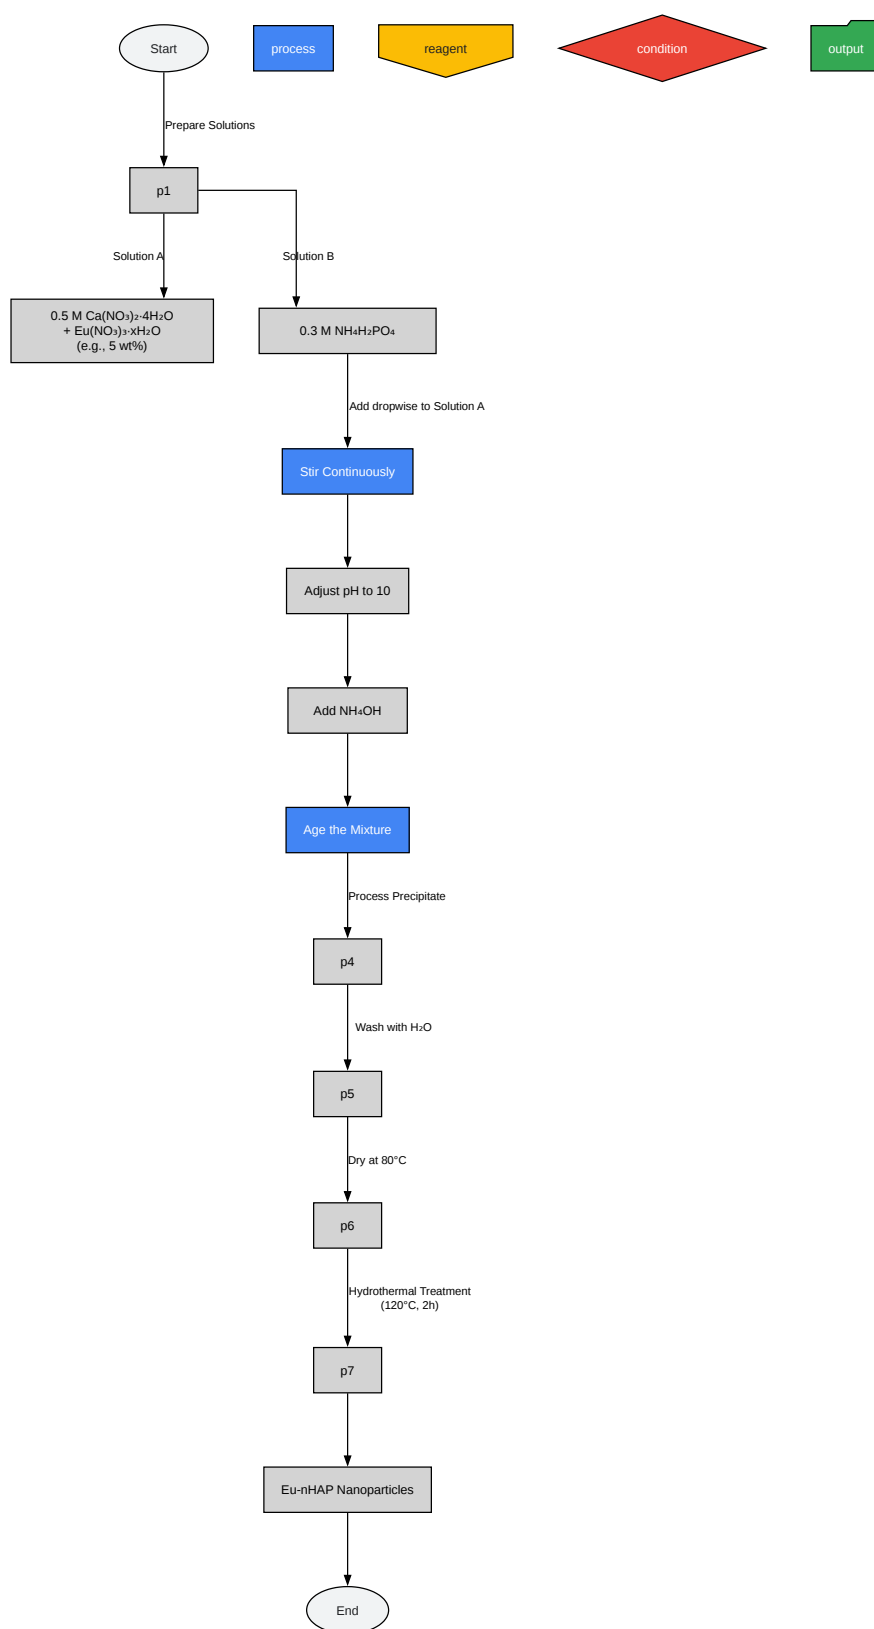 Start
process
reagent
condition
output
Prepare Solutions
p1
Solution A
Solution B
0.5 M Ca(NO₃)₂·4H₂O
+ Eu(NO₃)₃·xH₂O
(e.g., 5 wt%)
0.3 M NH₄H₂PO₄
Add dropwise to Solution A
Stir Continuously
Adjust pH to 10
Add NH₄OH
Age the Mixture
Process Precipitate
p4
Wash with H₂O
p5
Dry at 80°C
p6
Hydrothermal Treatment
(120°C, 2h)
p7
Eu-nHAP Nanoparticles
End